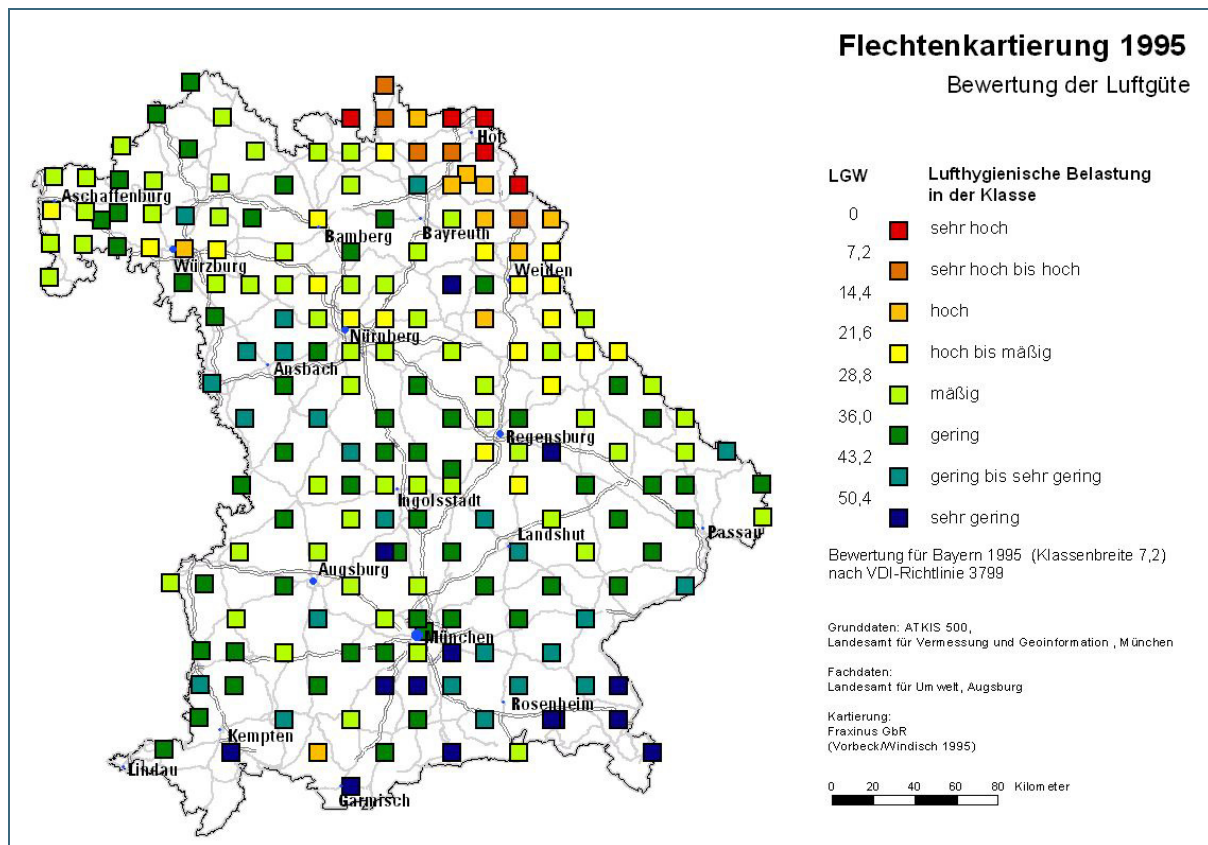 Flechtenkartierung 1995
Bewertung der Luftgüte
LGW
Lufthygienische Belastung
in der Klasse
0
sehr hoch
7,2
sehr hoch bis hoch
14,4
hoch
21,6
hoch bis mäßig
28,8
mäßig
36,0
gering
43,2
gering bis sehr gering
50,4
sehr gering
Bewertung für Bayern 1995 (Klassenbreite 7,2)
nach VDI-Richtlinie 3799
Grunddaten: ATKIS 500,
Landesamt für Vermessung und Geoinformation , München
Fachdaten:
Landesamt für Umwelt, Augsburg
Kartierung:
Fraxinus GbR
(Vorbeck/Windisch 1995)
0 20 40 60 80 Kilometer
Hof
Aschaffenburg
Bamberg
Bayreuth
Würzburg
Weiden
Nürnberg
Ansbach
Regensburg
Ingolsstadt
Landshut
Passau
Augsburg
München
Rosenheim
Kempten
Lindau
Garmisch